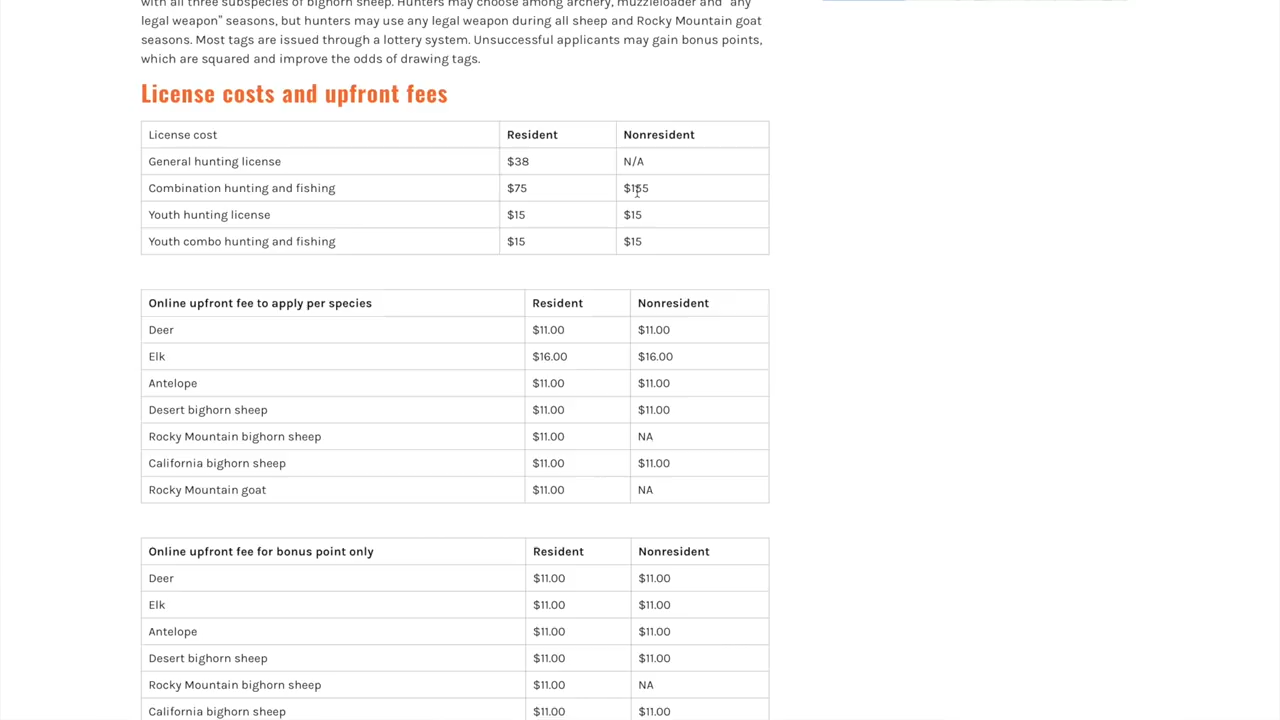 with all three subspecies of bighorn sheep. Hunters may choose among archery, muzzleloader and "any
legal weapon" seasons, but hunters may use any legal weapon during all sheep and Rocky Mountain goat
seasons. Most tags are issued through a lottery system. Unsuccessful applicants may gain bonus points,
which are squared and improve the odds of drawing tags.
License costs and upfront fees
License cost Resident Nonresident
General hunting license $38 N/A
Combination hunting and fishing $75 $155
Youth hunting license $15 $15
Youth combo hunting and fishing $15 $15
Online upfront fee to apply per species Resident Nonresident
Deer $11.00 $11.00
Elk $16.00 $16.00
Antelope $11.00 $11.00
Desert bighorn sheep $11.00 $11.00
Rocky Mountain bighorn sheep $11.00 NA
California bighorn sheep $11.00 $11.00
Rocky Mountain goat $11.00 NA
Online upfront fee for bonus point only Resident Nonresident
Deer $11.00 $11.00
Elk $11.00 $11.00
Antelope $11.00 $11.00
Desert bighorn sheep $11.00 $11.00
Rocky Mountain bighorn sheep $11.00 NA
California bighorn sheep $11.00 $11.00